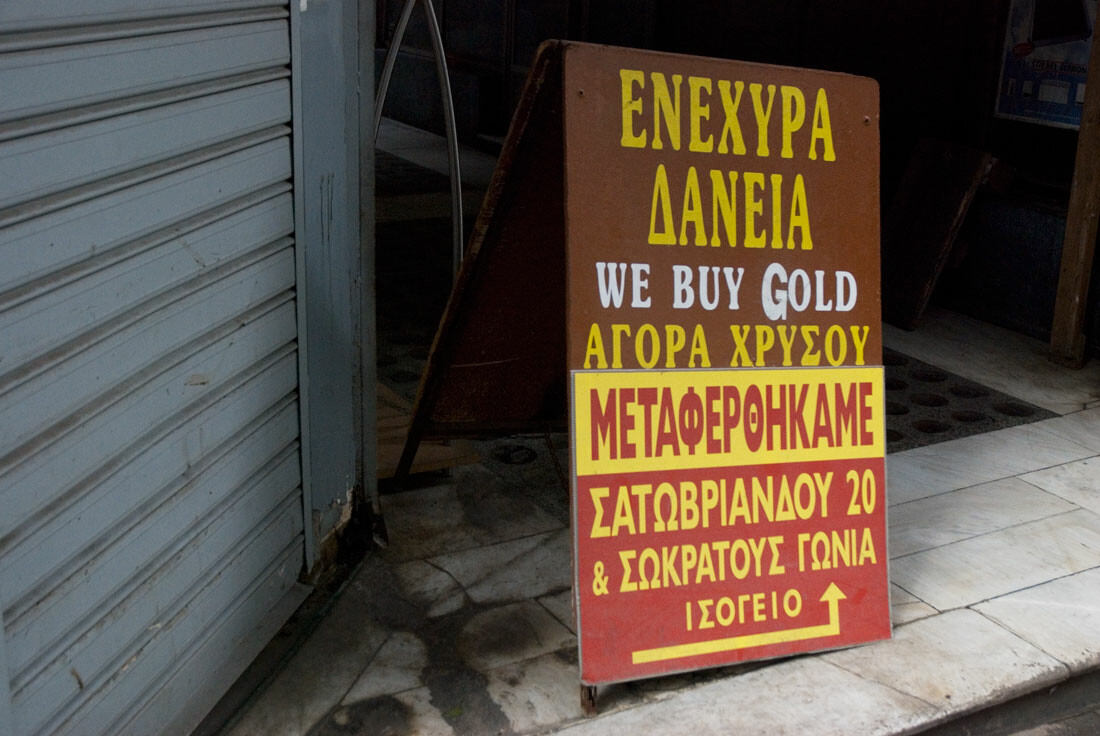 ΕΝΕΧΥΡΑ
ΔΑΝΕΙΑ
WE BUY GOLD
ΑΓΟΡΑ ΧΡΥΣΟΥ
ΜΕΤΑΦΕΡΘΗΚΑΜΕ
ΣΑΤΩΒΡΙΑΝΔΟΥ 20
& ΣΩΚΡΑΤΟΥΣ ΓΩΝΙΑ
ΙΣΟΓΕΙΟ